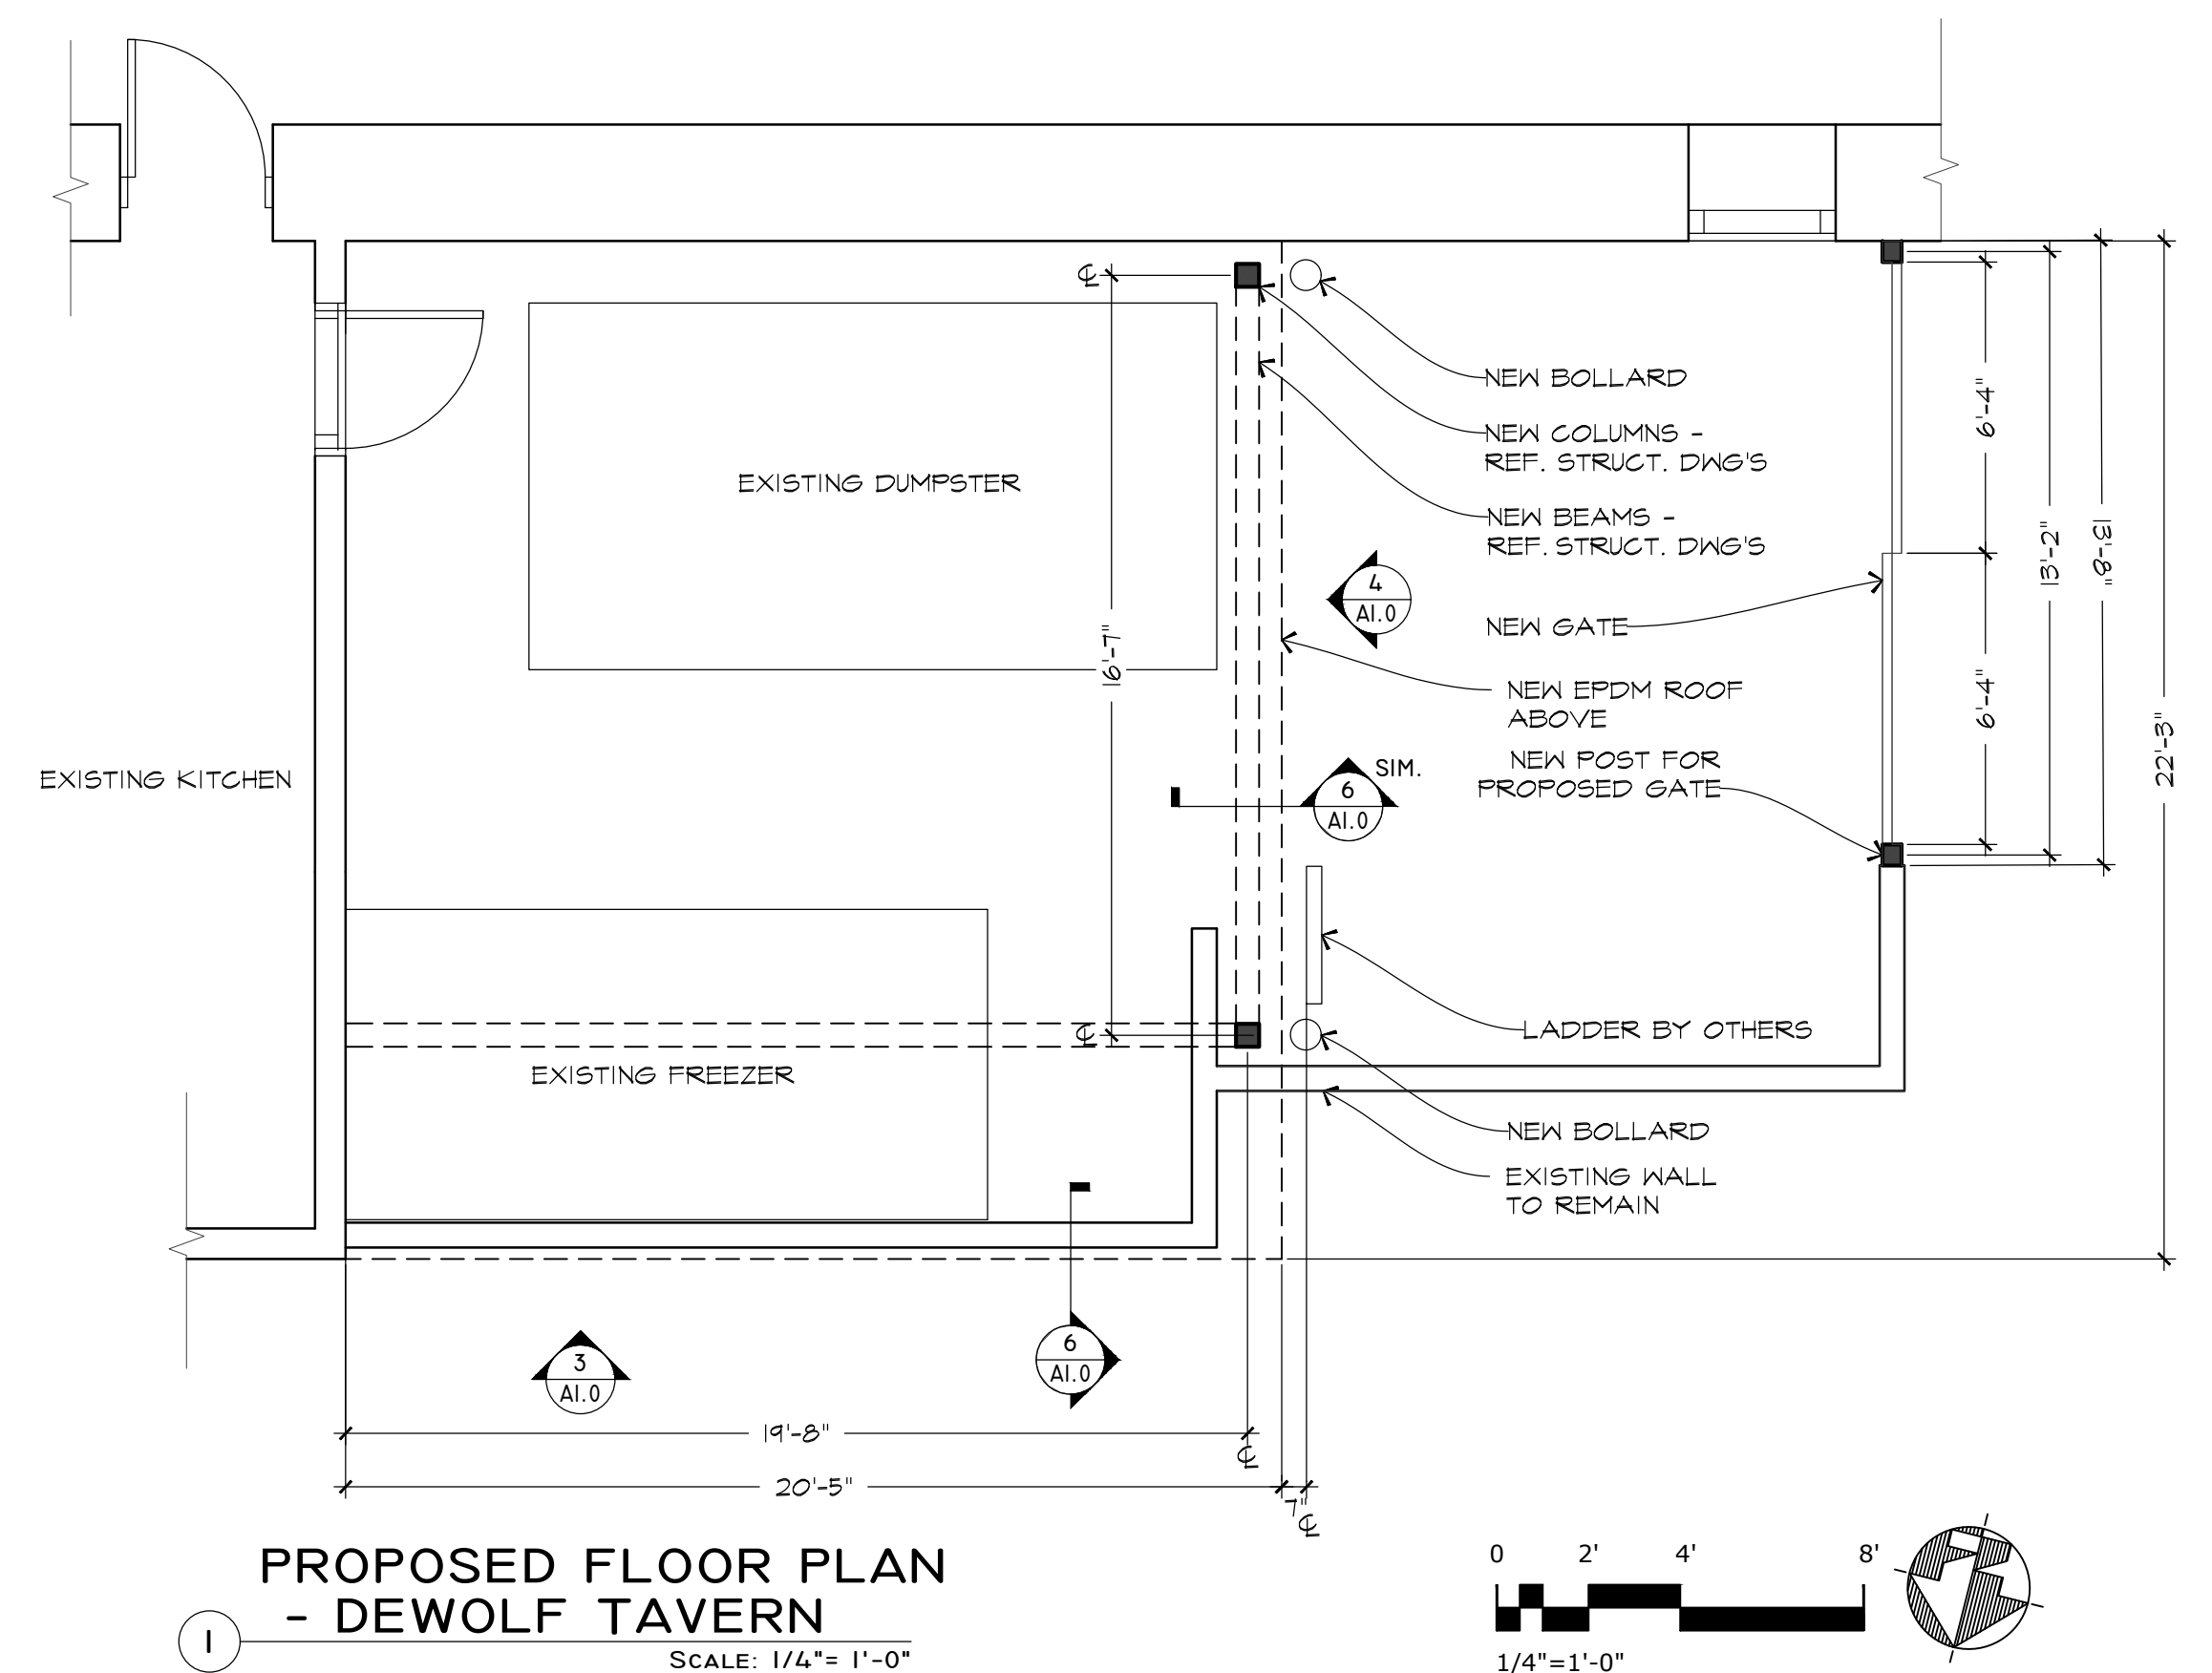 NEW BOLLARD
NEW COLUMNS -
REF. STRUCT. DWG'S
NEW BEAMS -
REF. STRUCT. DWG'S
EXISTING DUMPSTER
6'-4"
13'-2"
13'-8"
4
A1.0
NEW GATE
16'-7"
NEW EPDM ROOF
ABOVE
6'-4"
22'-3"
NEW POST FOR
PROPOSED GATE
SIM.
6
A1.0
EXISTING KITCHEN
LADDER BY OTHERS
EXISTING FREEZER
NEW BOLLARD
EXISTING WALL
TO REMAIN
3
A1.0
6
A1.0
19'-8"
20'-5"
7"
PROPOSED FLOOR PLAN
- DEWOLF TAVERN
1
SCALE: 1/4"= 1'-0"
0 2' 4' 8'
1/4"=1'-0"